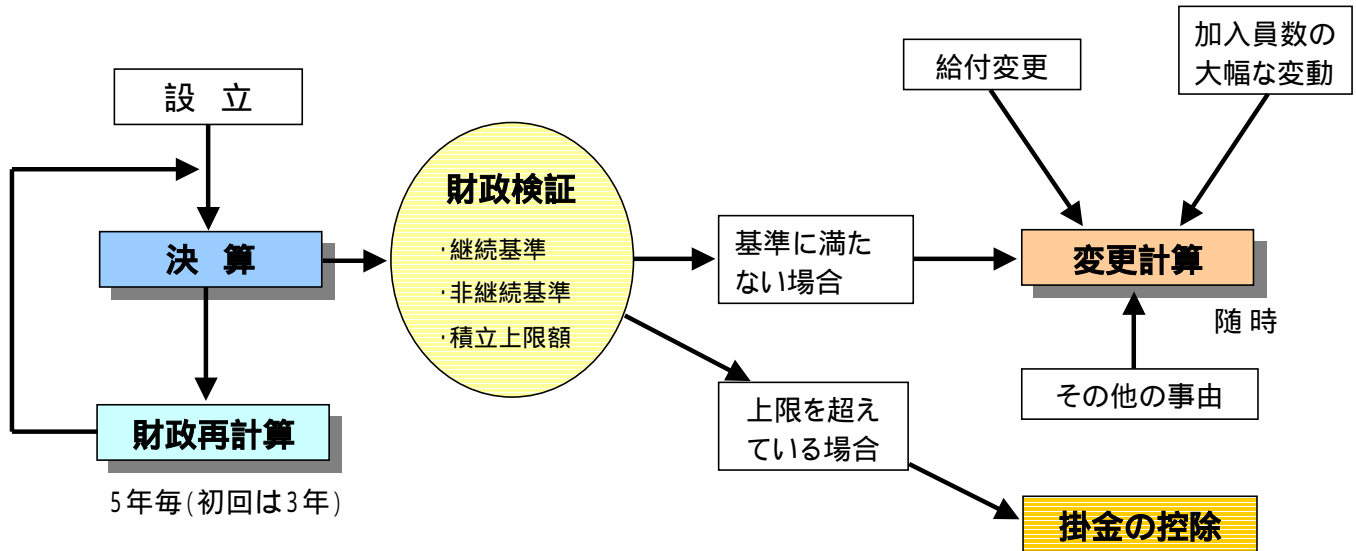 設 立
決 算
財政再計算
5年毎(初回は3年)
財政検証
・継続基準
・非継続基準
・積立上限額
基準に満た
ない場合
上限を超え
ている場合
給付変更
加入員数の
大幅な変動
変更計算
随時
その他の事由
掛金の控除